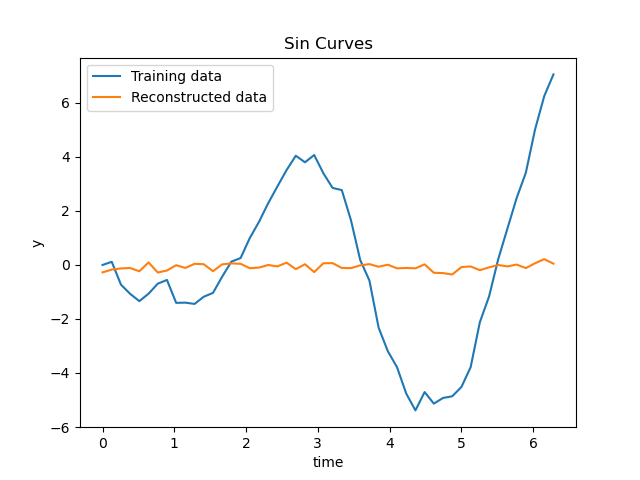 Sin Curves
Training data
Reconstructed data
6
4
2
0
−2
−4
−6
y
0 1 2 3 4 5 6
time